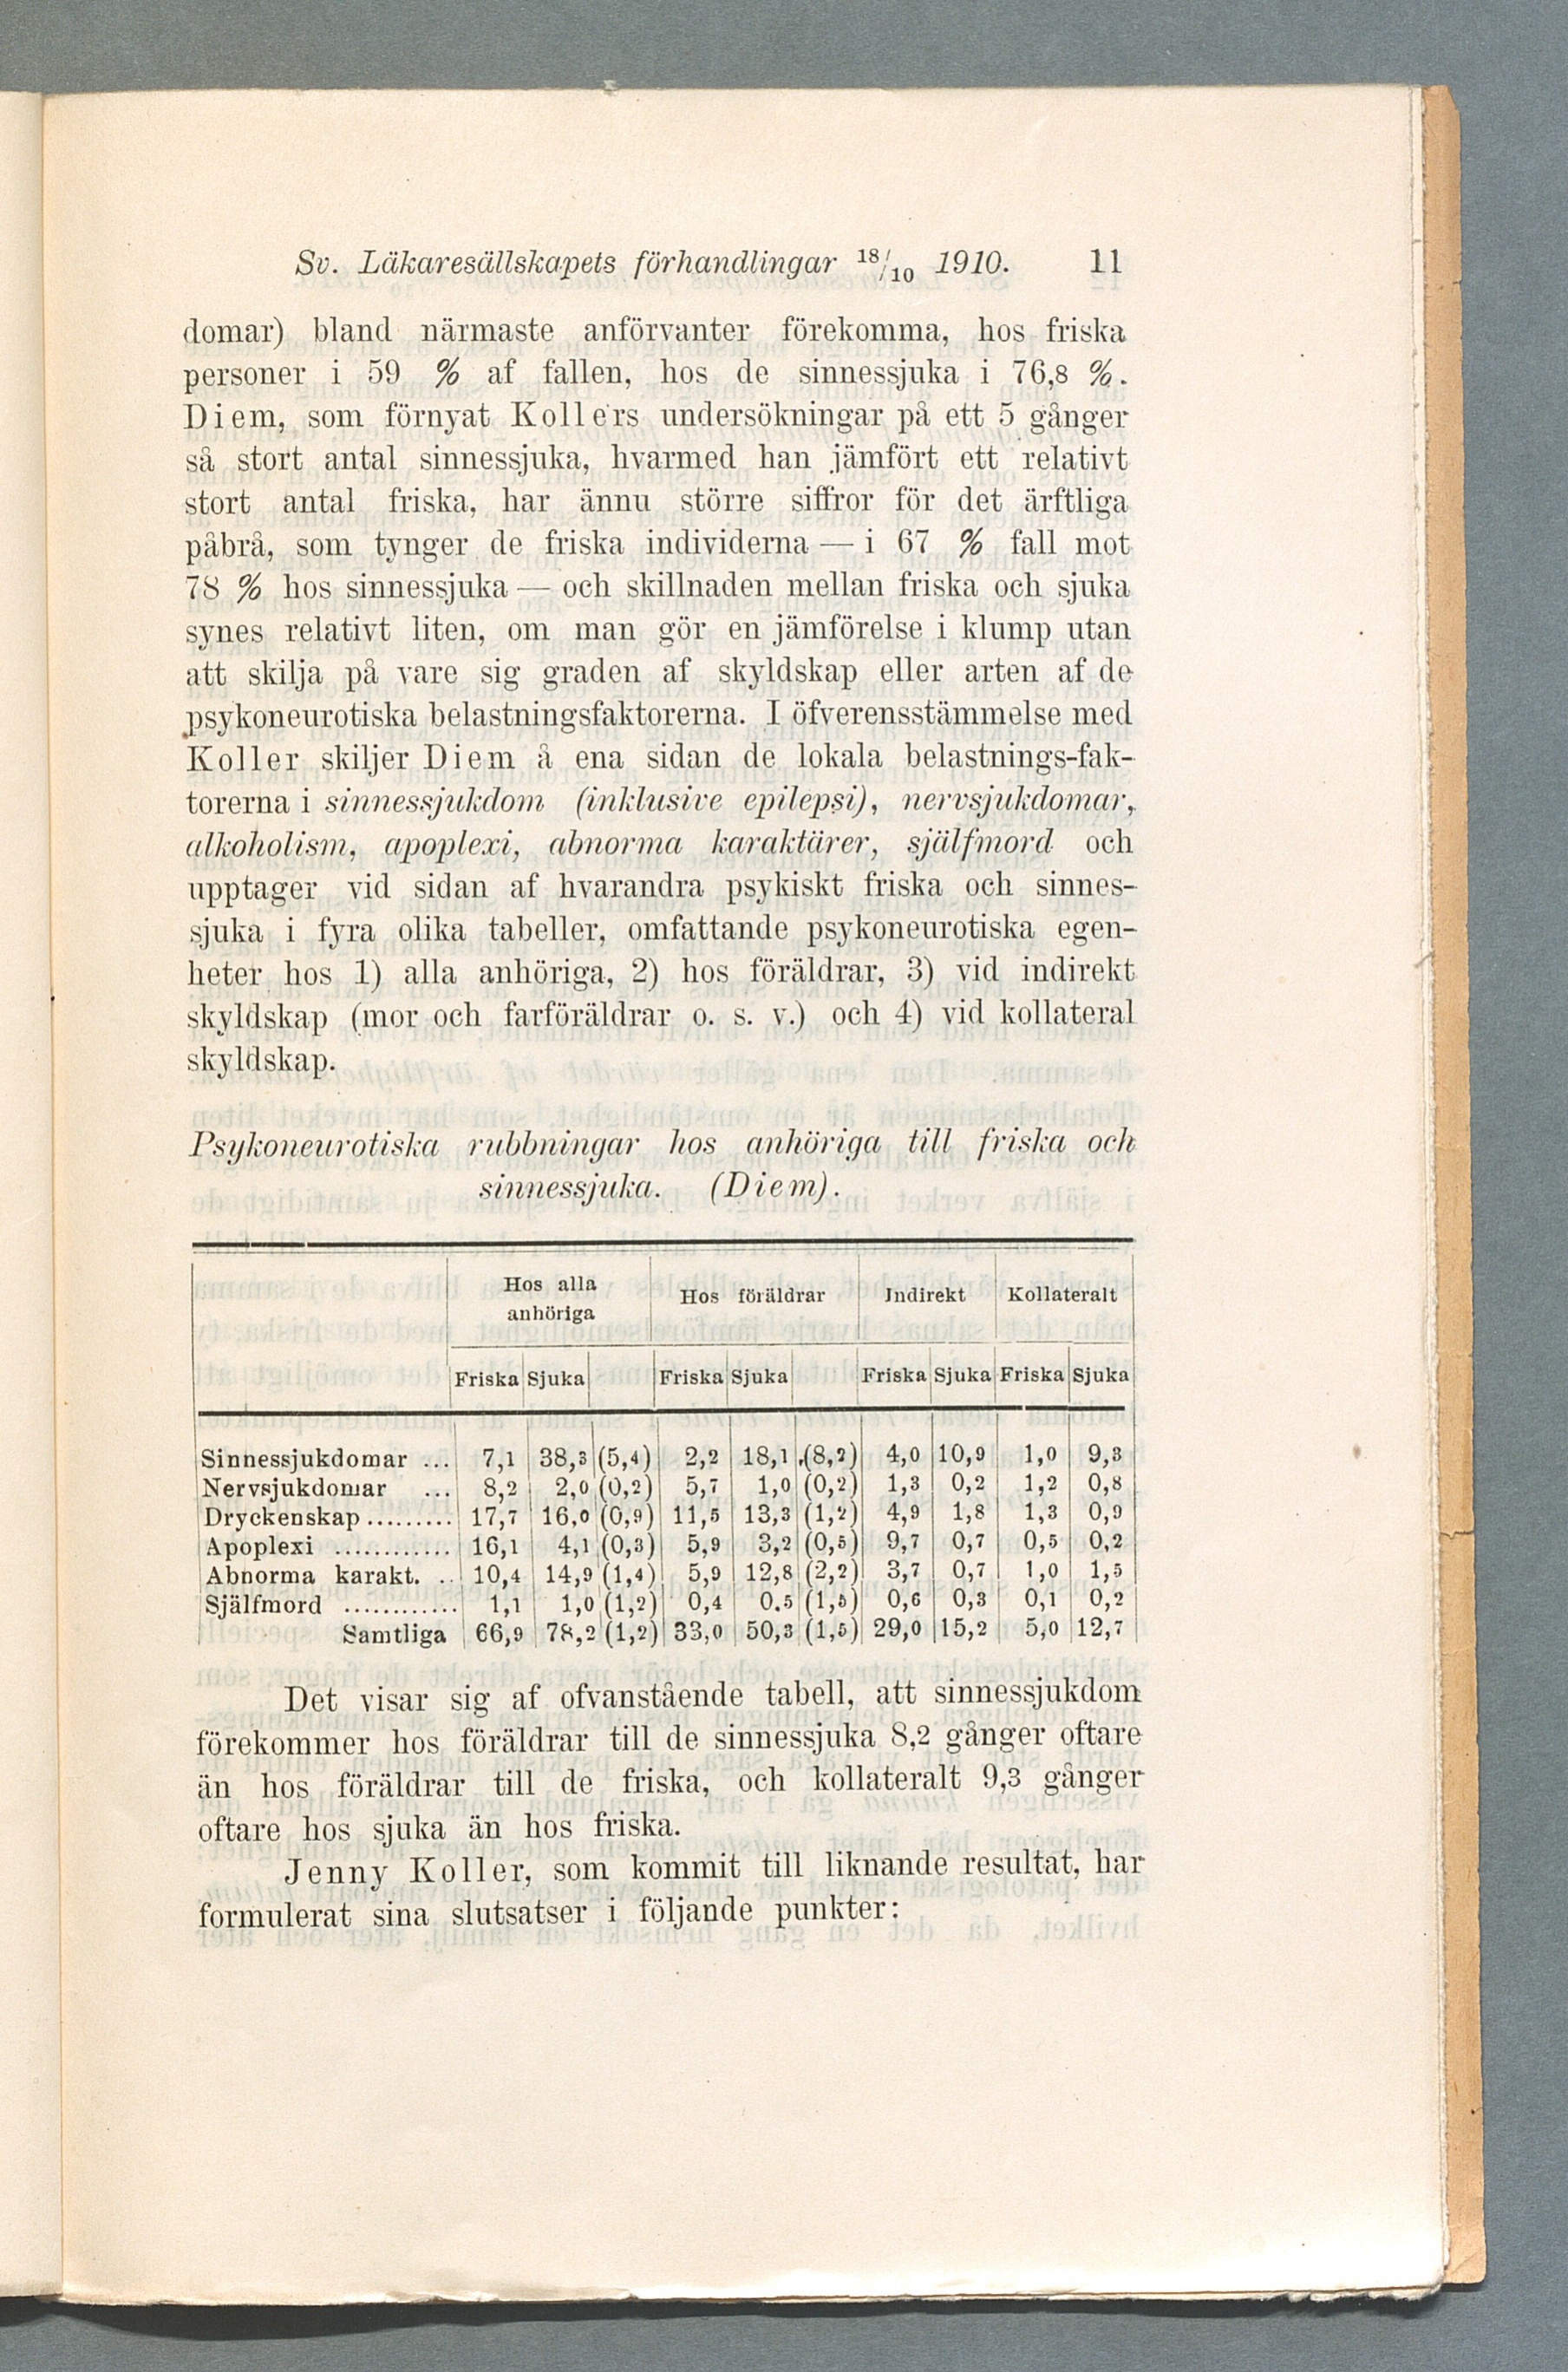 Sv. Läkaresällskapets förhandlingar 18/10 1910. 11
domar) bland närmaste anförvanter förekomma, hos friska
personer i 59 % af fallen, hos de sinnessjuka i 76,8 %.
Diem, som förnyat Kollers undersökningar på ett 5 gånger
så stort antal sinnessjuka, hvarmed han jämfört ett relativt
stort antal friska, har ännu större siffror för det ärftliga
påbrå, som tynger de friska individerna — i 67 % fall mot
78 % hos sinnessjuka — och skillnaden mellan friska och sjuka
synes relativt liten, om man gör en jämförelse i klump utan
att skilja på vare sig graden af skyldskap eller arten af de
psykoneurotiska belastningsfaktorerna. I öfverensstämmelse med
Koller skiljer Diem å ena sidan de lokala belastnings-fak-
torerna i sinnessjukdom (inklusive epilepsi), nervsjukdomar,
alkoholism, apoplexi, abnorma karaktärer, själfmord och
upptager vid sidan af hvarandra psykiskt friska och sinnes-
sjuka i fyra olika tabeller, omfattande psykoneurotiska egen-
heter hos 1) alla anhöriga, 2) hos föräldrar, 3) vid indirekt
skyldskap (mor och farföräldrar o. s. v.) och 4) vid kollateral
skyldskap.
Psykoneurotiska rubbningar hos anhöriga till friska och
sinnessjuka. (Diem).
Hos alla
anhöriga
Hos föräldrar Indirekt Kollateralt
Friska Sjuka Friska Sjuka Friska Sjuka Friska Sjuka
Sinnessjukdomar ... 7,1 38,3 (5,4) 2,2 18,1 (8,2) 4,0 10,9 1,0 9,3
Nervsjukdomar ... 8,2 2,0 (0,2) 5,7 1,0 (0,2) 1,3 0,2 1,2 0,8
Dryckenskap ......... 17,7 16,0 (0,9) 11,5 13,3 (1,2) 4,9 1,8 1,3 0,9
Apoplexi ............ 16,1 4,1 (0,3) 5,9 3,2 (0,5) 9,7 0,7 0,5 0,2
Abnorma karakt. .. 10,4 14,9 (1,4) 5,9 12,8 (2,2) 3,7 0,7 1,0 1,5
Själfmord ............ 1,1 1,0 (1,2) 0,4 0.5 (1,5) 0,6 0,3 0,1 0,2
Samtliga 66,9 78,2 (1,2) 33,0 50,3 (1,5) 29,0 15,2 5,0 12,7
Det visar sig af ofvanstående tabell, att sinnessjukdom
förekommer hos föräldrar till de sinnessjuka 8,2 gånger oftare
än hos föräldrar till de friska, och kollateralt 9,3 gånger
oftare hos sjuka än hos friska.
Jenny Koller, som kommit till liknande resultat, har
formulerat sina slutsatser i följande punkter: